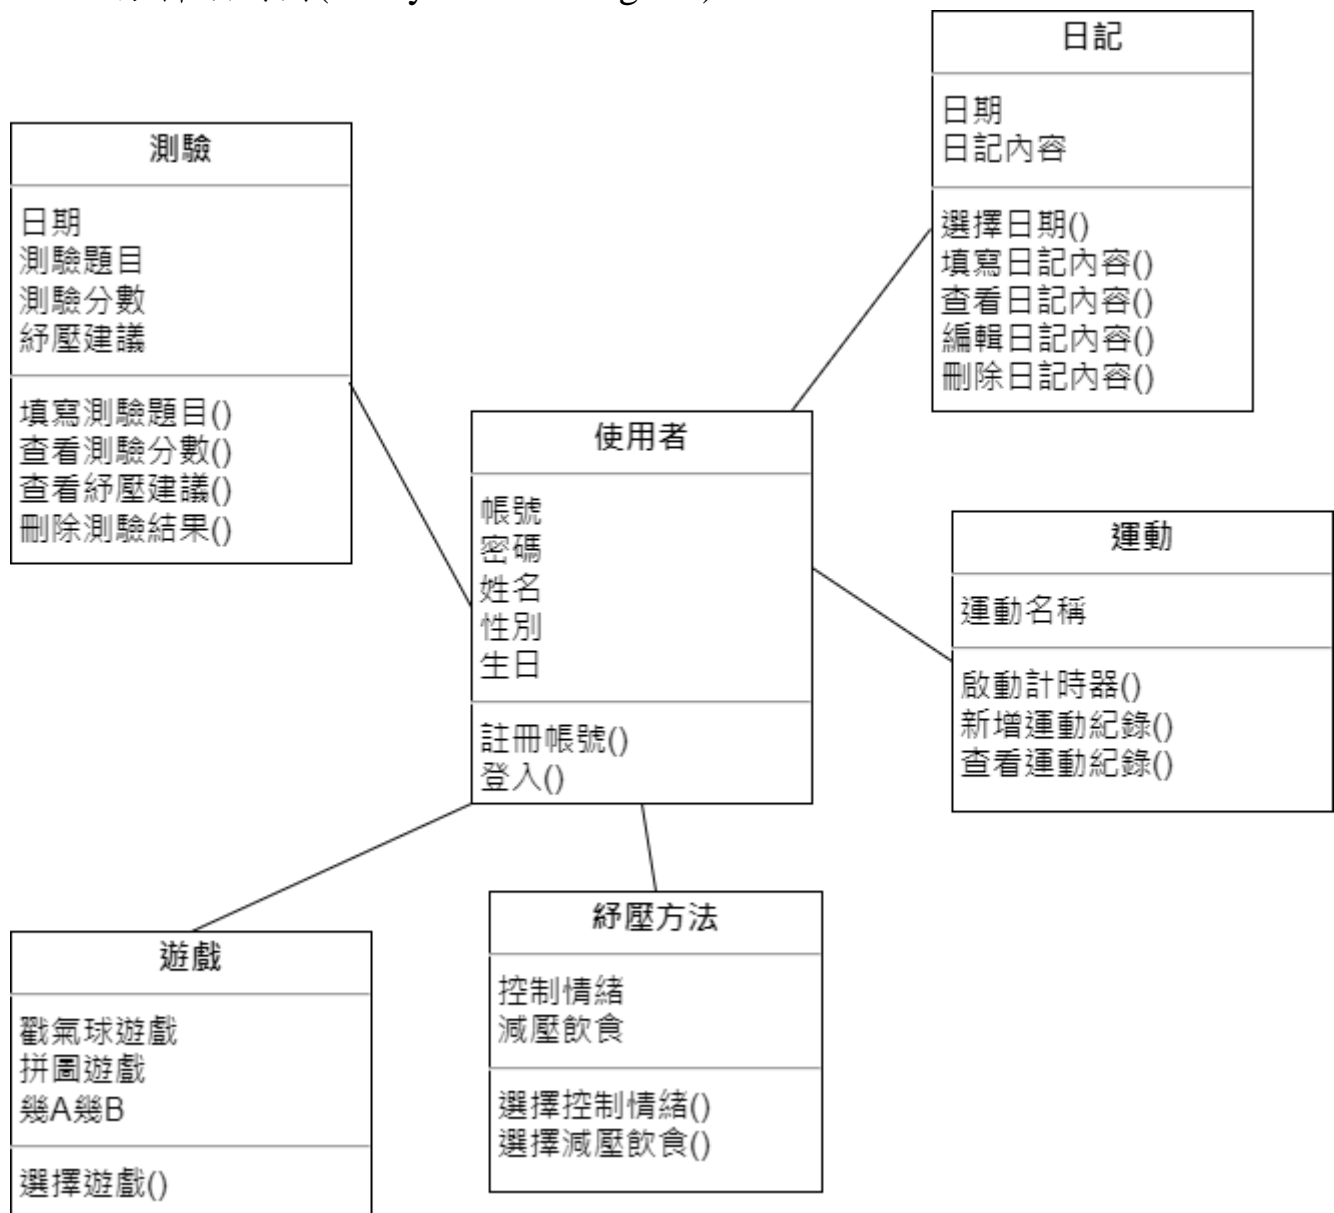 日記
日期
日記內容
選擇日期()
填寫日記內容()
查看日記內容()
編輯日記內容()
刪除日記內容()
測驗
日期
測驗題目
測驗分數
紓壓建議
填寫測驗題目()
查看測驗分數()
查看紓壓建議()
刪除測驗結果()
使用者
帳號
密碼
姓名
性別
生日
註冊帳號()
登入()
運動
運動名稱
啟動計時器()
新增運動紀錄()
查看運動紀錄()
遊戲
戳氣球遊戲
拼圖遊戲
幾A幾B
選擇遊戲()
紓壓方法
控制情緒
減壓飲食
選擇控制情緒()
選擇減壓飲食()